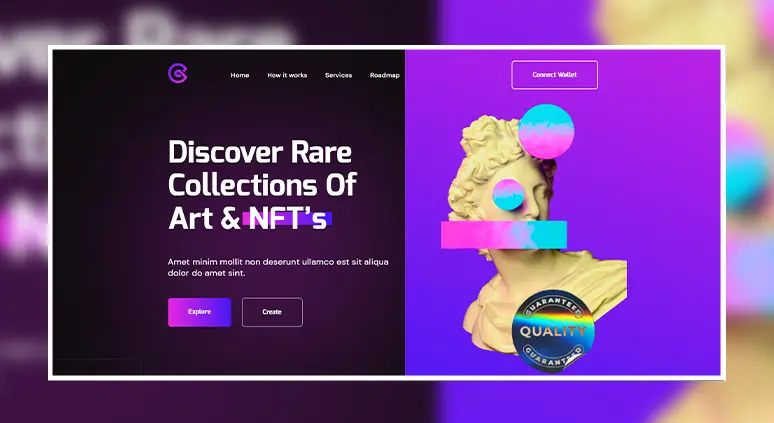 Home How it works Services Roadmap
Connect Wallet
Discover Rare
Collections Of
Art & NFT's
Amet minim mollit non deserunt ullamco est sit aliqua
dolor do amet sint.
Explore Create
GUARANTEED
QUALITY
GUARANTEED